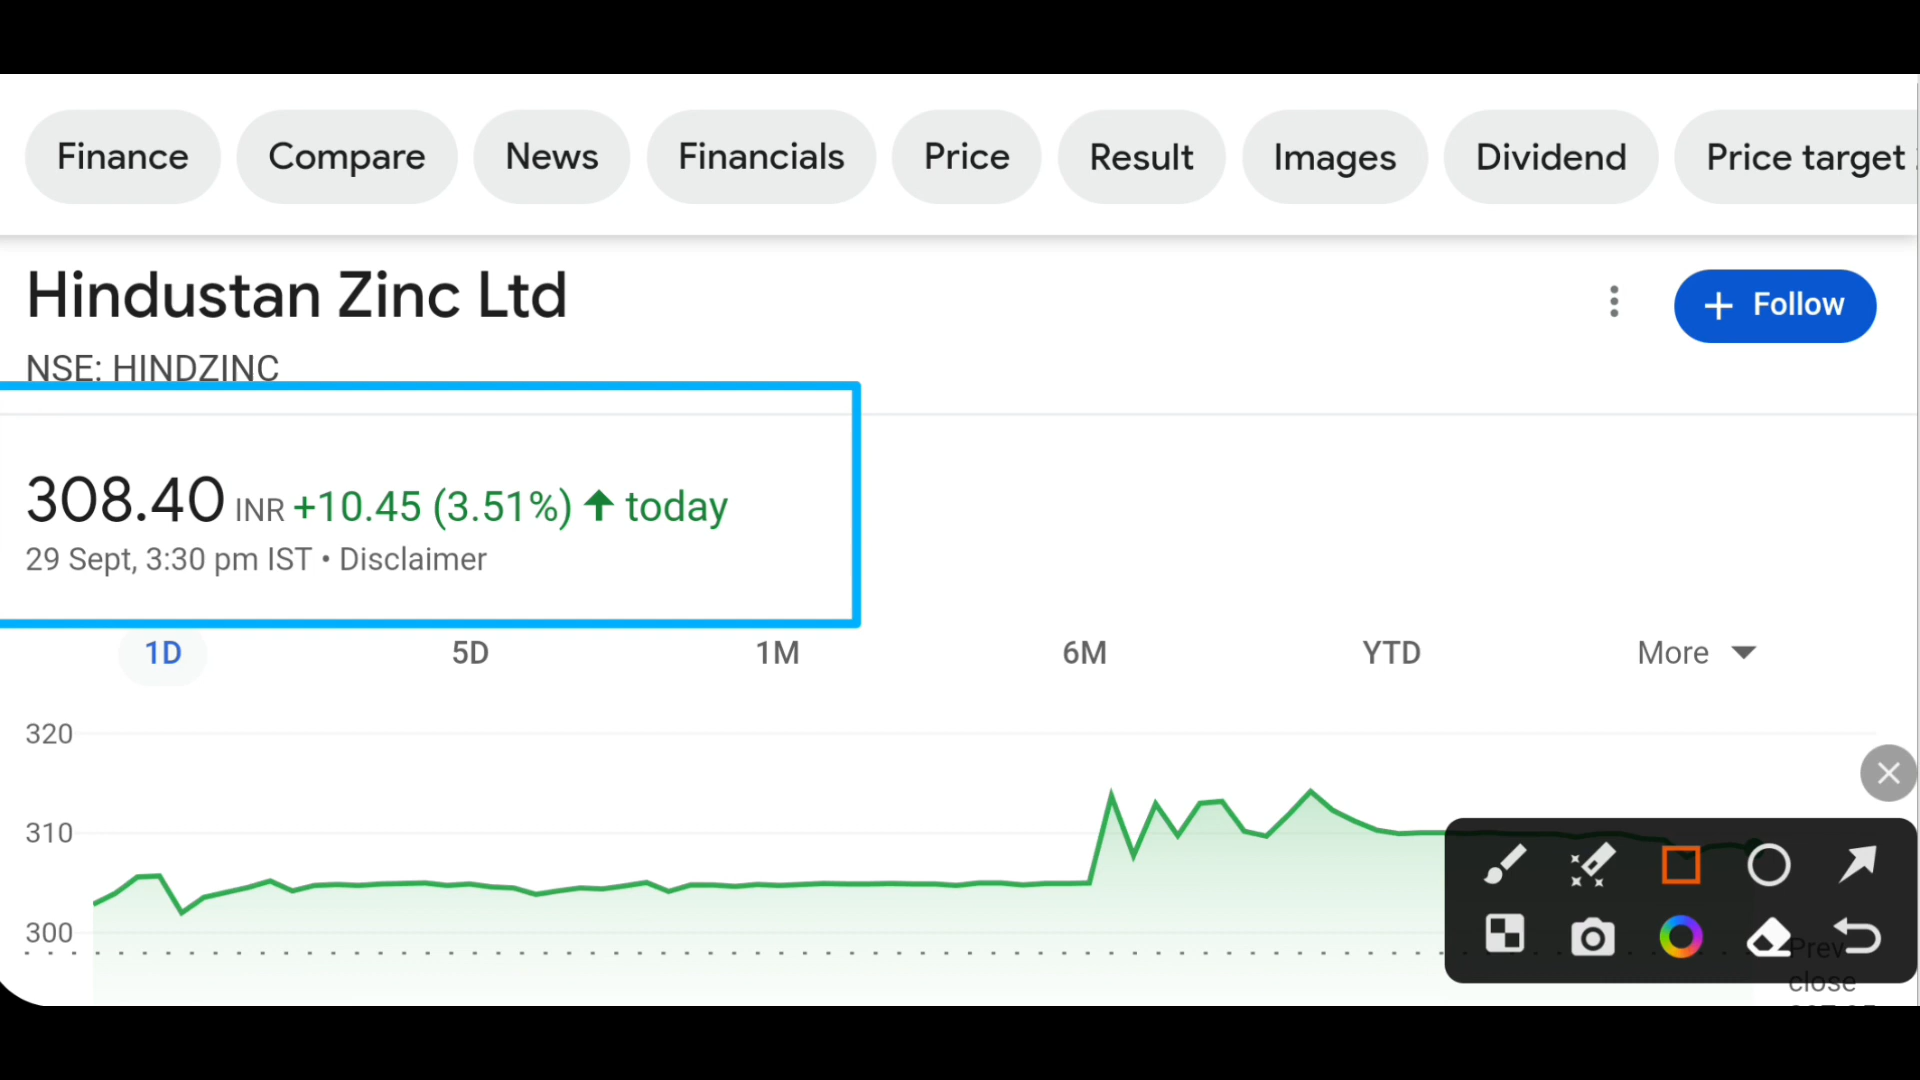 Finance Compare News Financials Price Result Images Dividend Price target
Hindustan Zinc Ltd
+ Follow
NSE: HINDZINC
308.40 INR +10.45 (3.51%) ↑ today
29 Sept, 3:30 pm IST • Disclaimer
1D 5D 1M 6M YTD More
320
310
300
Prev
close